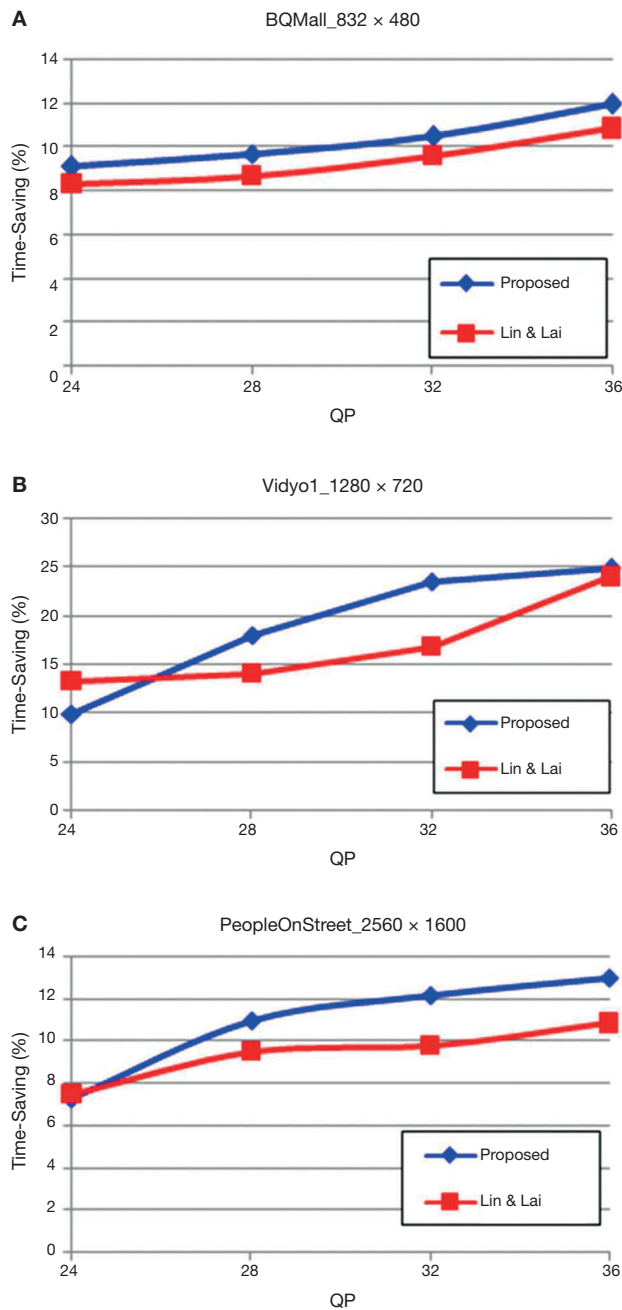 A
BQMall_832 × 480
14
12
10
8
6
4
2
0
Time-Saving (%)
24
28
32
36
QP
Proposed
Lin & Lai
B
Vidyo1_1280 × 720
30
25
20
15
10
5
0
Time-Saving (%)
24
28
32
36
QP
Proposed
Lin & Lai
C
PeopleOnStreet_2560 × 1600
14
12
10
8
6
4
2
0
Time-Saving (%)
24
28
32
36
QP
Proposed
Lin & Lai